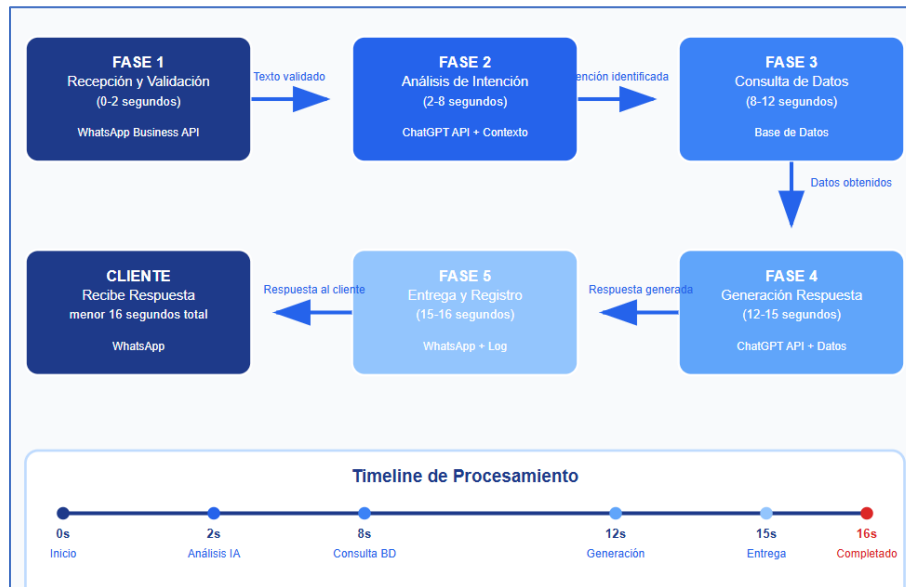 FASE 1
Recepción y Validación
(0-2 segundos)
WhatsApp Business API
Texto validado
FASE 2
Análisis de Intención
(2-8 segundos)
ChatGPT API + Contexto
ención identificada
FASE 3
Consulta de Datos
(8-12 segundos)
Base de Datos
Datos obtenidos
FASE 4
Generación Respuesta
(12-15 segundos)
ChatGPT API + Datos
Respuesta generada
FASE 5
Entrega y Registro
(15-16 segundos)
WhatsApp + Log
Respuesta al cliente
CLIENTE
Recibe Respuesta
menor 16 segundos total
WhatsApp
Timeline de Procesamiento
0s 2s 8s 12s 15s 16s
Inicio Análisis IA Consulta BD Generación Entrega Completado